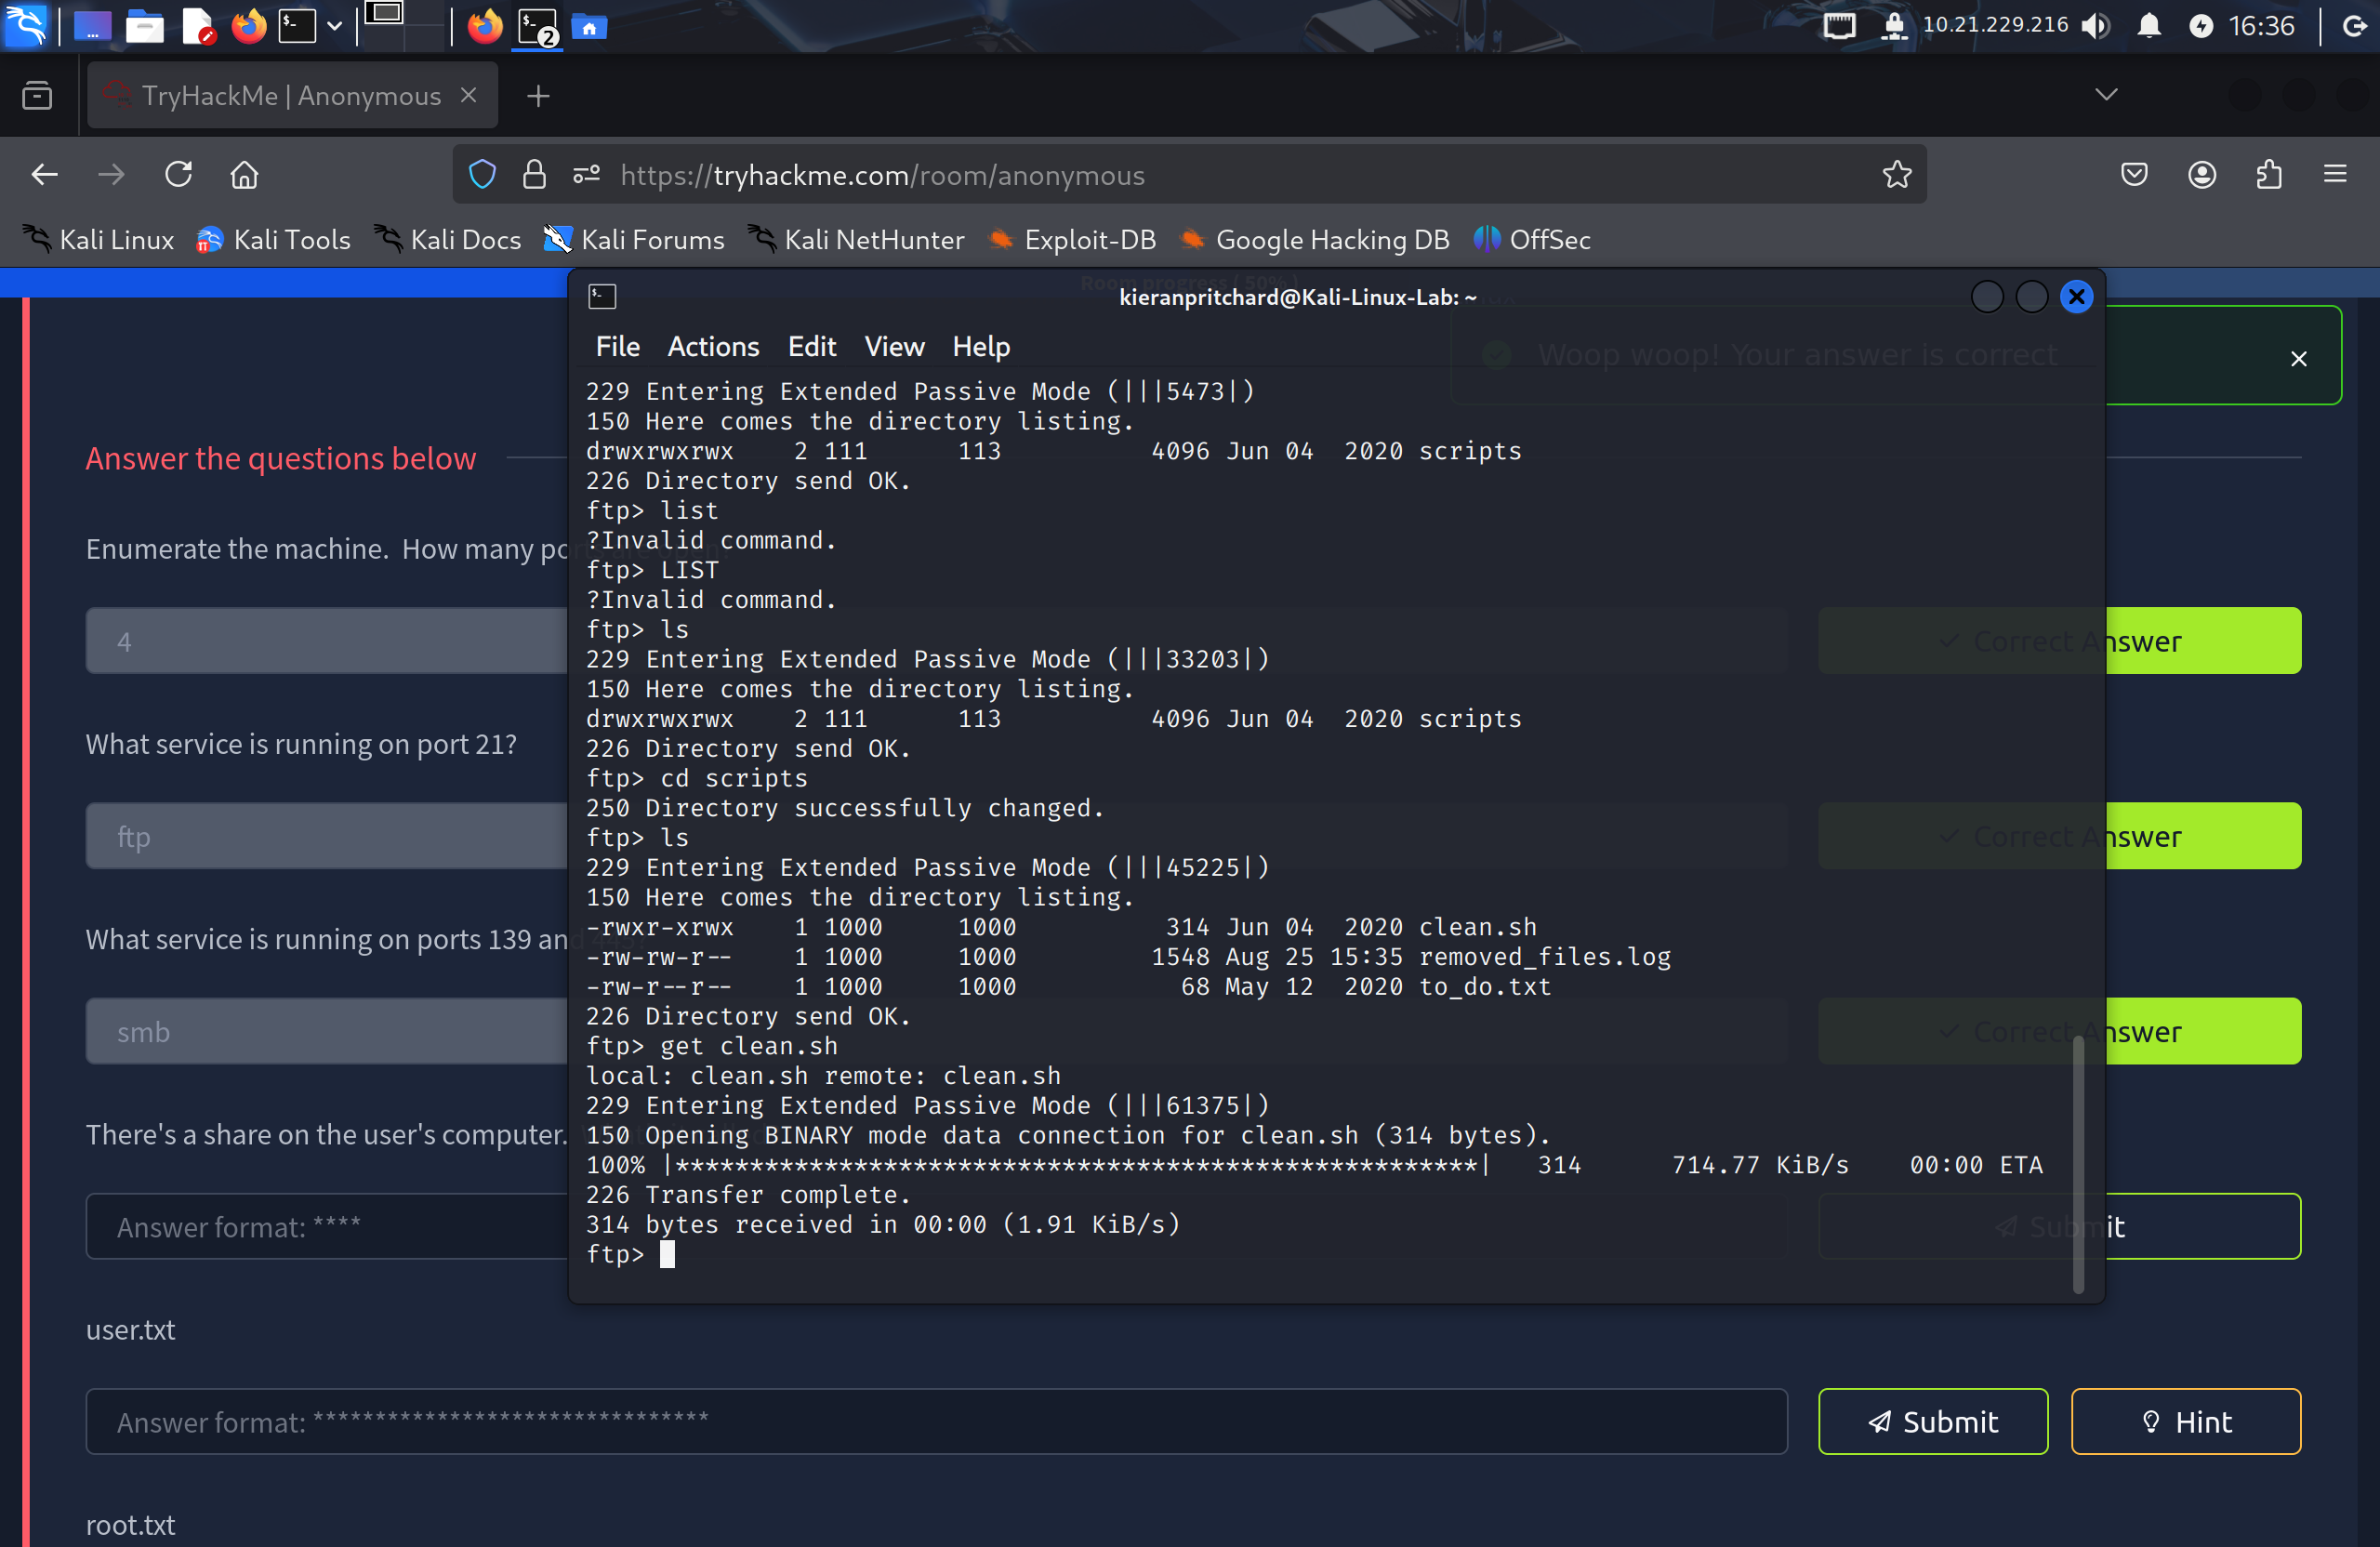 10.21.229.216
16:36
2
TryHackMe | Anonymous
https://tryhackme.com/room/anonymous
Kali Linux
Kali Tools
Kali Docs
Kali Forums
Kali NetHunter
Exploit-DB
Google Hacking DB
OffSec
Room progress ( 50% )
kieranpritchard@Kali-Linux-Lab: ~
File Actions Edit View Help
Woop woop! Your answer is correct
229 Entering Extended Passive Mode (|||5473|)
150 Here comes the directory listing.
drwxrwxrwx    2 111      113          4096 Jun 04  2020 scripts
226 Directory send OK.
ftp> list
?Invalid command.
ftp> LIST
?Invalid command.
ftp> ls
229 Entering Extended Passive Mode (|||33203|)
150 Here comes the directory listing.
drwxrwxrwx    2 111      113          4096 Jun 04  2020 scripts
226 Directory send OK.
ftp> cd scripts
250 Directory successfully changed.
ftp> ls
229 Entering Extended Passive Mode (|||45225|)
150 Here comes the directory listing.
-rwxr-xrwx    1 1000     1000          314 Jun 04  2020 clean.sh
-rw-rw-r--    1 1000     1000         1548 Aug 25 15:35 removed_files.log
-rw-r--r--    1 1000     1000           68 May 12  2020 to_do.txt
226 Directory send OK.
ftp> get clean.sh
local: clean.sh remote: clean.sh
229 Entering Extended Passive Mode (|||61375|)
150 Opening BINARY mode data connection for clean.sh (314 bytes).
100% |******************************************************|   314      714.77 KiB/s    00:00 ETA
226 Transfer complete.
314 bytes received in 00:00 (1.91 KiB/s)
ftp>
Answer the questions below
Enumerate the machine.  How many ports are open?
4
Correct Answer
What service is running on port 21?
ftp
Correct Answer
What service is running on ports 139 and 445?
smb
Correct Answer
There's a share on the user's computer.
Answer format: ****
Submit
user.txt
Answer format: ********************************
Submit
Hint
root.txt